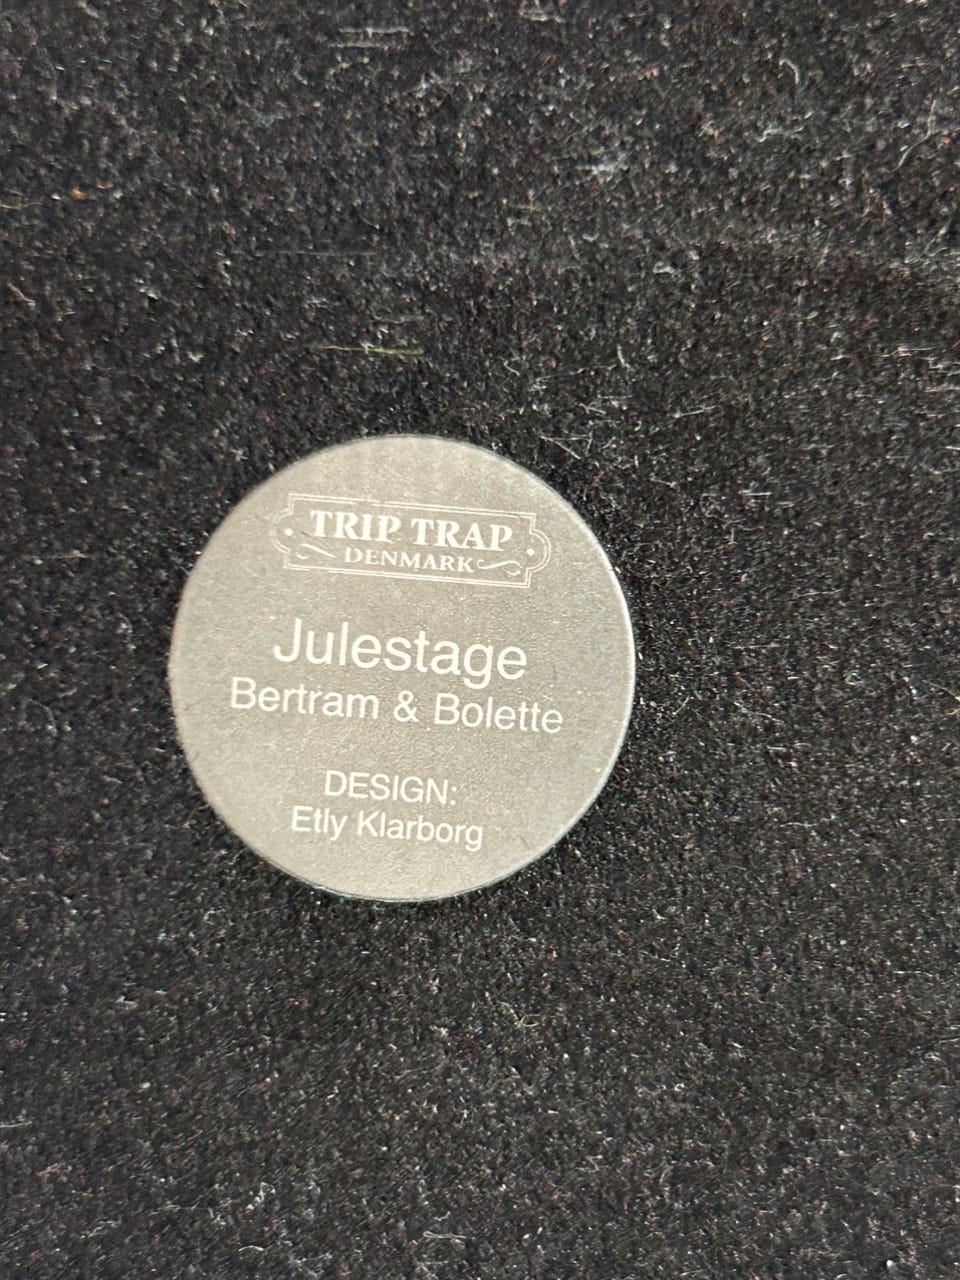 TRIP TRAP
DENMARK
Julestage
Bertram & Bolette
DESIGN:
Etly Klarborg